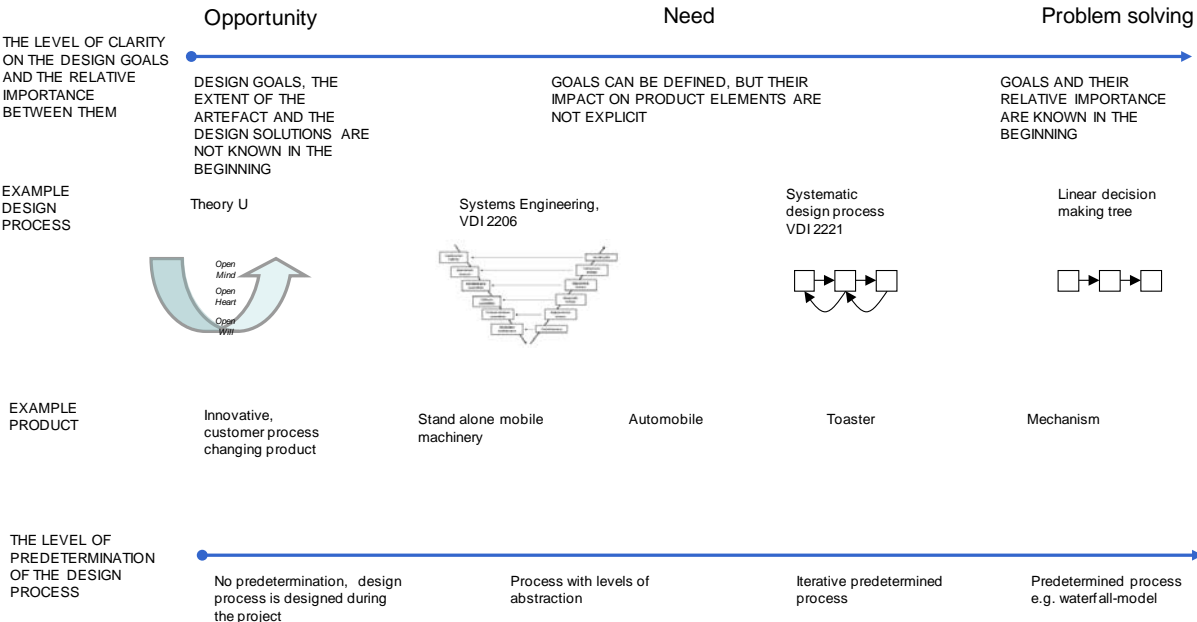 Opportunity
Need
Problem solving
THE LEVEL OF CLARITY
ON THE DESIGN GOALS
AND THE RELATIVE
IMPORTANCE
BETWEEN THEM
DESIGN GOALS, THE
EXTENT OF THE
ARTEFACT AND THE
DESIGN SOLUTIONS ARE
NOT KNOWN IN THE
BEGINNING
GOALS CAN BE DEFINED, BUT THEIR
IMPACT ON PRODUCT ELEMENTS ARE
NOT EXPLICIT
GOALS AND THEIR
RELATIVE IMPORTANCE
ARE KNOWN IN THE
BEGINNING
EXAMPLE
DESIGN
PROCESS
Theory U
Systems Engineering,
VDI 2206
Systematic
design process
VDI 2221
Linear decision
making tree
Open
Mind
Open
Heart
Open
Will
EXAMPLE
PRODUCT
Innovative,
customer process
changing product
Stand alone mobile
machinery
Automobile
Toaster
Mechanism
THE LEVEL OF
PREDETERMINATION
OF THE DESIGN
PROCESS
No predetermination, design
process is designed during
the project
Process with levels of
abstraction
Iterative predetermined
process
Predetermined process
e.g. waterfall-model